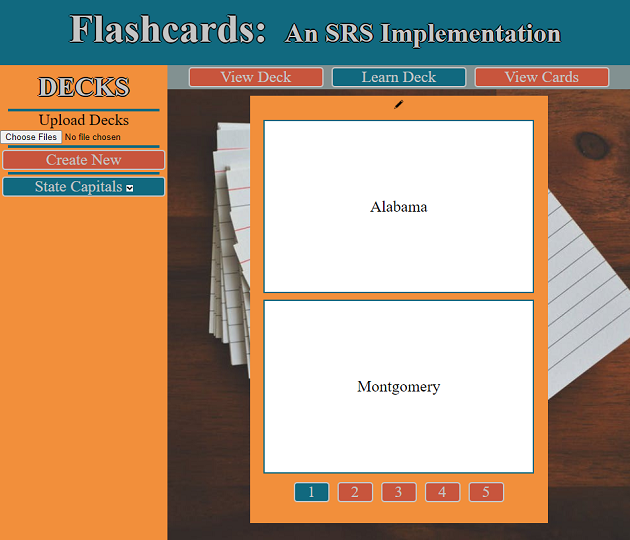 Flashcards: An SRS Implementation
DECKS
Upload Decks
Choose Files No file chosen
Create New
State Capitals
View Deck Learn Deck View Cards
Alabama
Montgomery
1 2 3 4 5